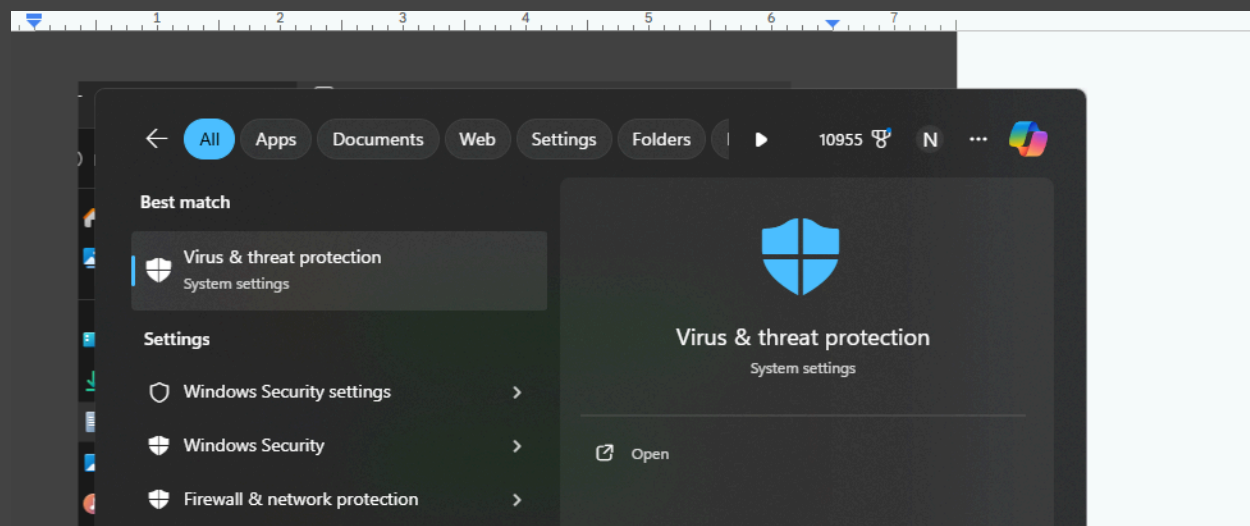 1 2 3 4 5 6 7
All Apps Documents Web Settings Folders 10955 N
Best match
Virus & threat protection
System settings
Settings
Windows Security settings
Windows Security
Firewall & network protection
Virus & threat protection
System settings
Open